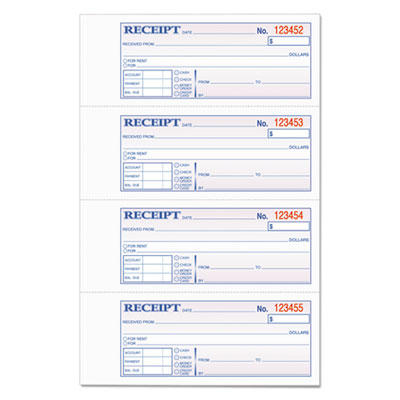 RECEIPT DATE No. 123452
RECEIVED FROM $
DOLLARS
FOR RENT
FOR
ACCOUNT CASH
PAYMENT CHECK FROM TO
MONEY ORDER
BAL. DUE CREDIT CARD BY
RECEIPT DATE No. 123453
RECEIVED FROM $
DOLLARS
FOR RENT
FOR
ACCOUNT CASH
PAYMENT CHECK FROM TO
MONEY ORDER
BAL. DUE CREDIT CARD BY
RECEIPT DATE No. 123454
RECEIVED FROM $
DOLLARS
FOR RENT
FOR
ACCOUNT CASH
PAYMENT CHECK FROM TO
MONEY ORDER
BAL. DUE CREDIT CARD BY
RECEIPT DATE No. 123455
RECEIVED FROM $
DOLLARS
FOR RENT
FOR
ACCOUNT CASH
PAYMENT CHECK FROM TO
MONEY ORDER
BAL. DUE CREDIT CARD BY